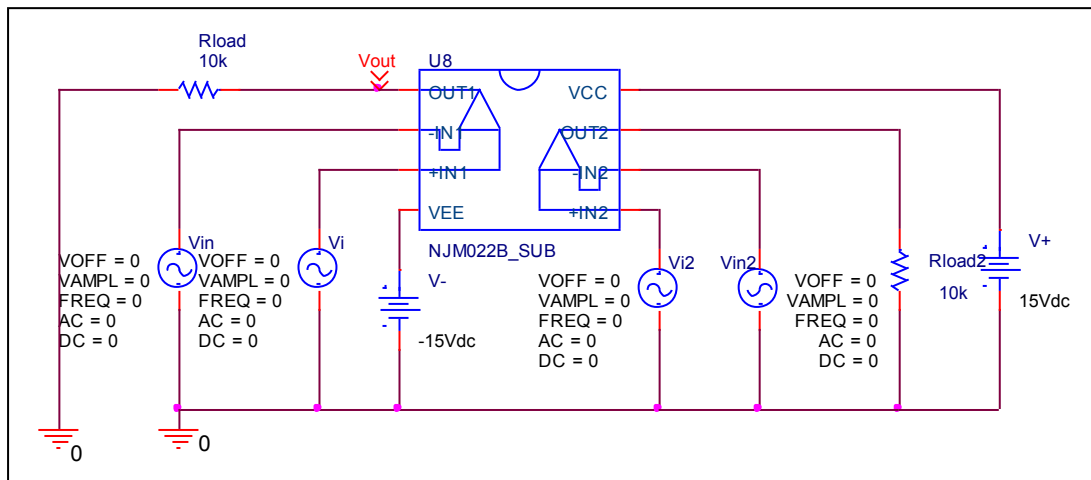 Rload
10k
Vout
U8
OUT1
-IN1
+IN1
VEE
VCC
OUT2
-IN2
+IN2
NJM022B_SUB
Vin
VOFF = 0
VAMPL = 0
FREQ = 0
AC = 0
DC = 0
Vi
VOFF = 0
VAMPL = 0
FREQ = 0
AC = 0
DC = 0
V-
-15Vdc
Vi2
VOFF = 0
VAMPL = 0
FREQ = 0
AC = 0
DC = 0
Vin2
VOFF = 0
VAMPL = 0
FREQ = 0
AC = 0
DC = 0
Rload2
10k
V+
15Vdc
0
0